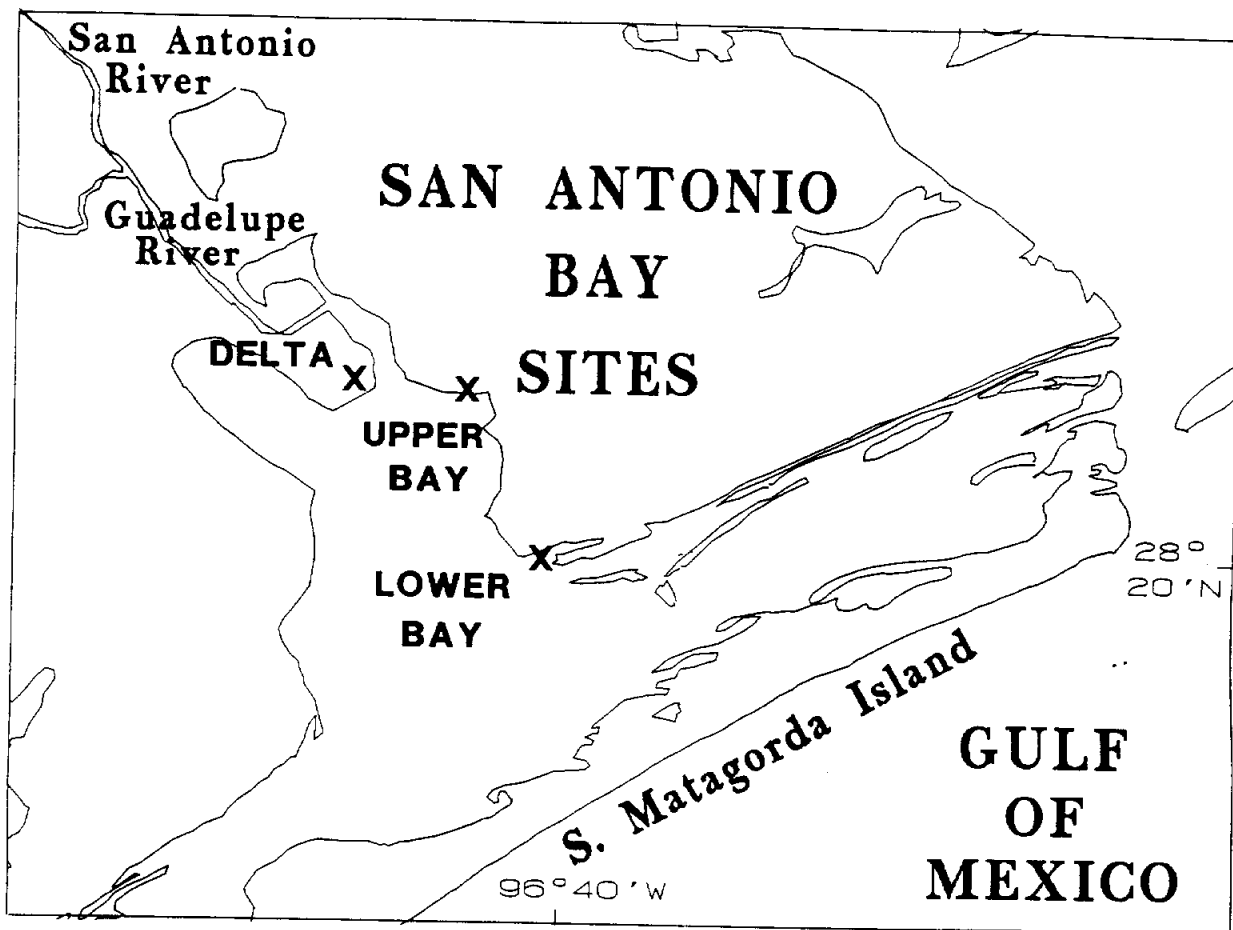 San Antonio
River
SAN ANTONIO
BAY
SITES
Guadelupe
River
DELTA
X
X
UPPER
BAY
X
LOWER
BAY
28°
20'N
S. Matagorda Island
GULF
OF
MEXICO
96°40'W